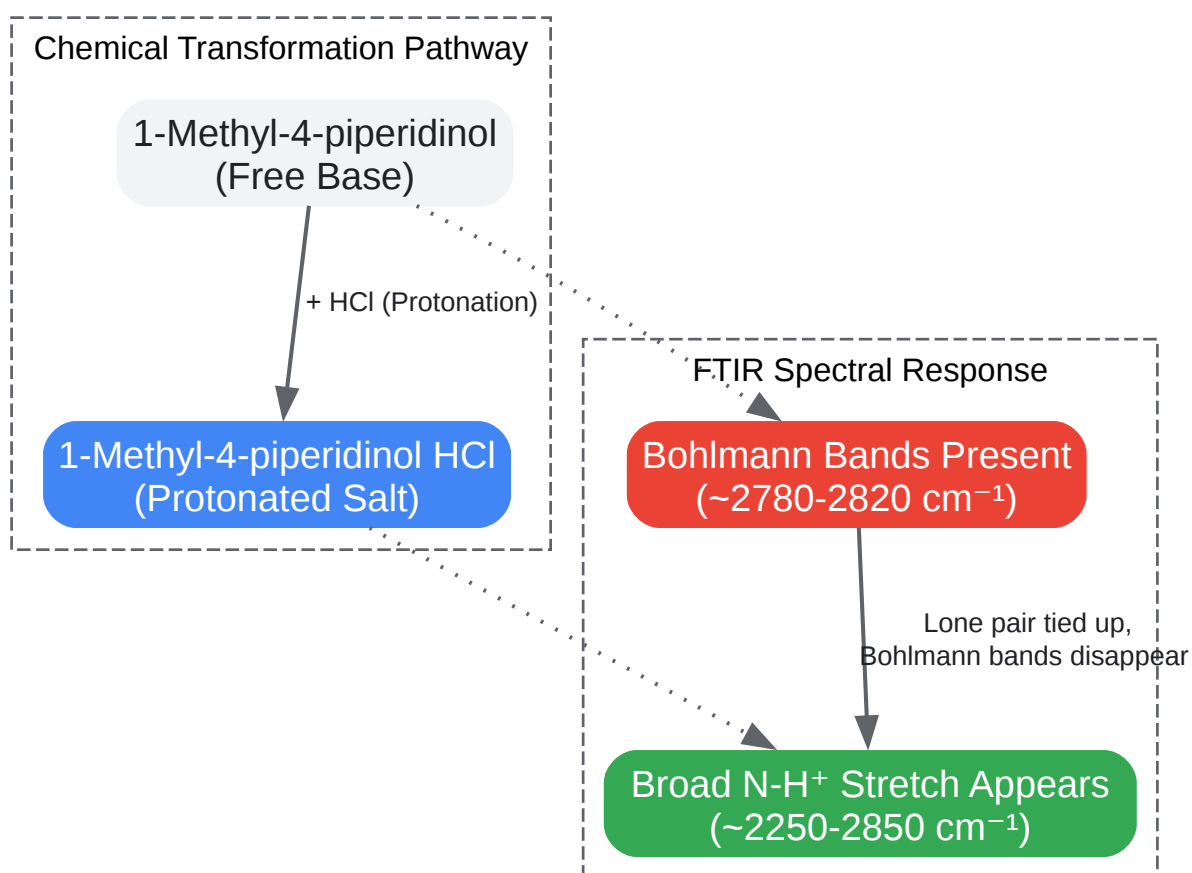 Chemical Transformation Pathway
1-Methyl-4-piperidinol
(Free Base)
+ HCl (Protonation)
1-Methyl-4-piperidinol HCl
(Protonated Salt)
FTIR Spectral Response
Bohlmann Bands Present
(~2780-2820 cm⁻¹)
Lone pair tied up,
Bohlmann bands disappear
Broad N-H⁺ Stretch Appears
(~2250-2850 cm⁻¹)